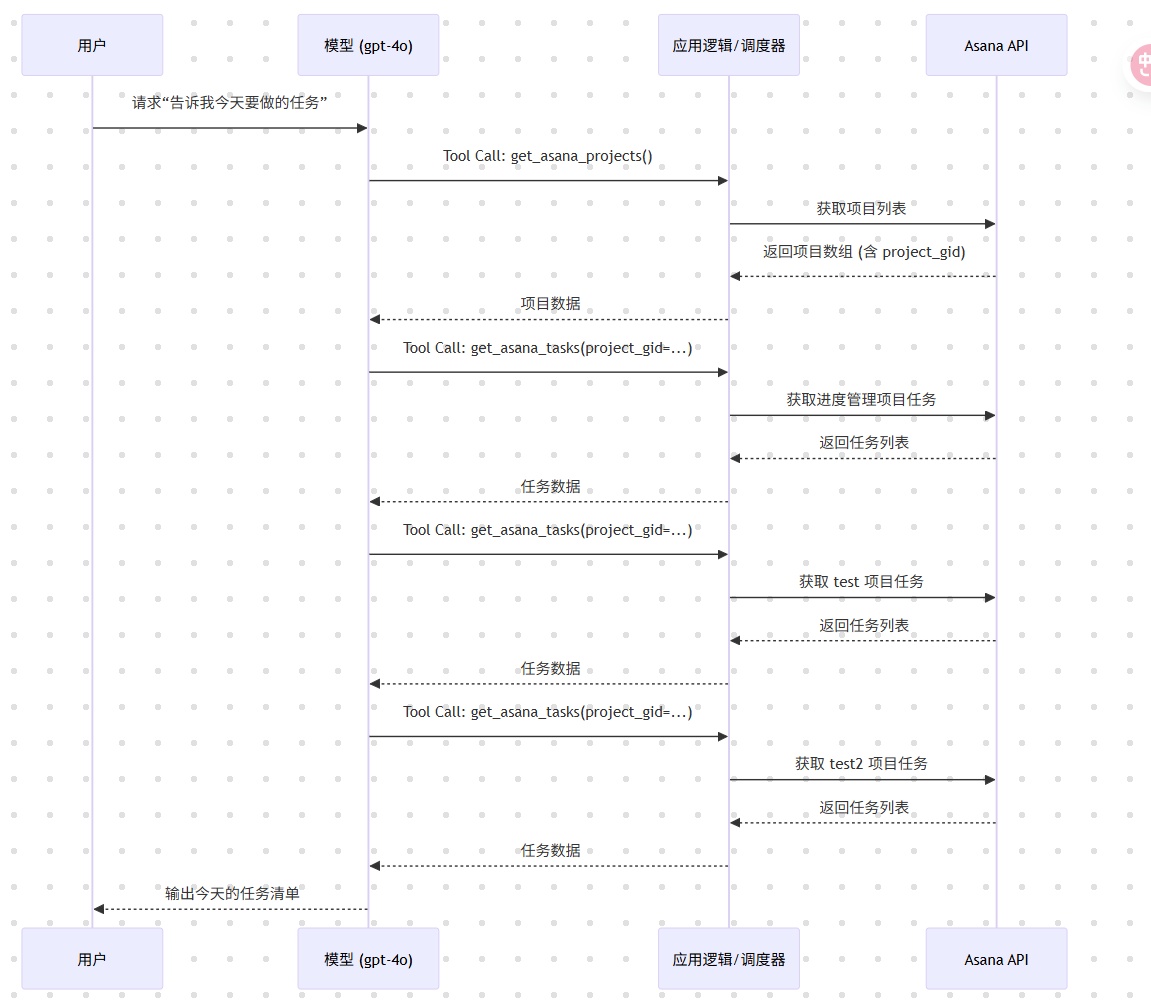 用户
模型 (gpt-4o)
应用逻辑/调度器
Asana API
中
请求“告诉我今天要做的任务”
Tool Call: get_asana_projects()
获取项目列表
返回项目数组 (含 project_gid)
项目数据
Tool Call: get_asana_tasks(project_gid=...)
获取进度管理项目任务
返回任务列表
任务数据
Tool Call: get_asana_tasks(project_gid=...)
获取 test 项目任务
返回任务列表
任务数据
Tool Call: get_asana_tasks(project_gid=...)
获取 test2 项目任务
返回任务列表
任务数据
输出今天的任务清单
用户
模型 (gpt-4o)
应用逻辑/调度器
Asana API